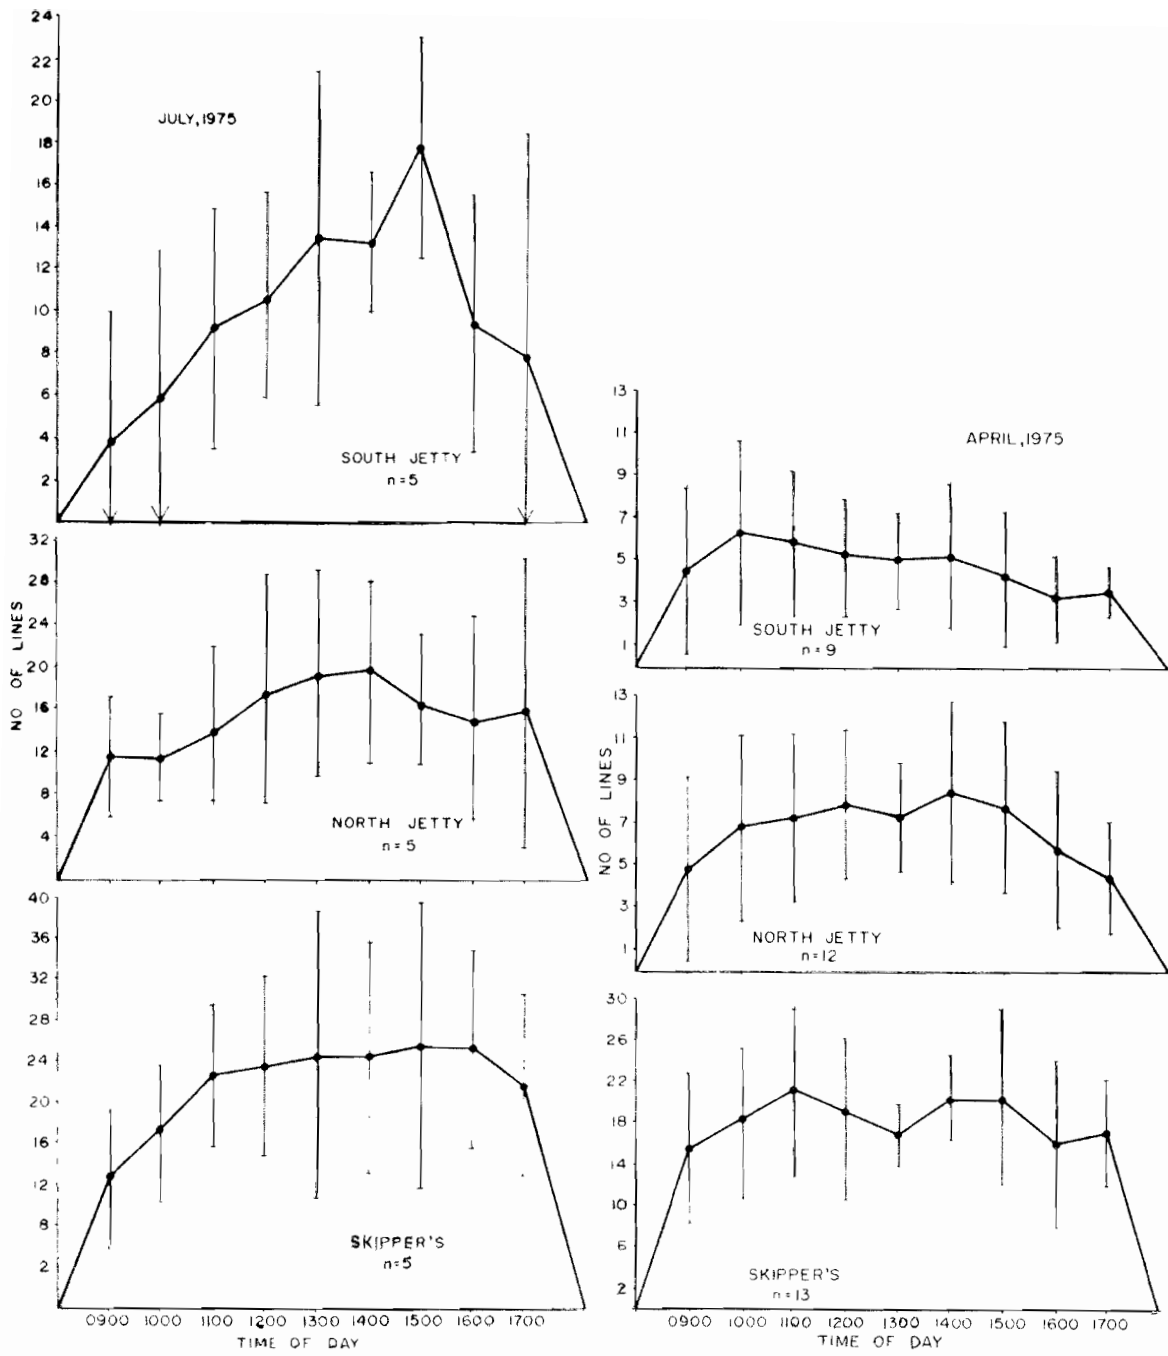 24
22
20
18
16
14
12
10
8
6
4
2
JULY, 1975
SOUTH JETTY
n=5
32
28
24
20
16
12
8
4
NO OF LINES
NORTH JETTY
n=5
40
36
32
28
24
20
16
12
8
2
SKIPPER'S
n=5
0900 1000 1100 1200 1300 1400 1500 1600 1700
TIME OF DAY
13
11
9
7
5
3
1
APRIL, 1975
SOUTH JETTY
n=9
13
11
9
7
5
3
1
NO OF LINES
NORTH JETTY
n=12
30
26
22
18
14
10
6
2
SKIPPER'S
n=13
0900 1000 1100 1200 1300 1400 1500 1600 1700
TIME OF DAY